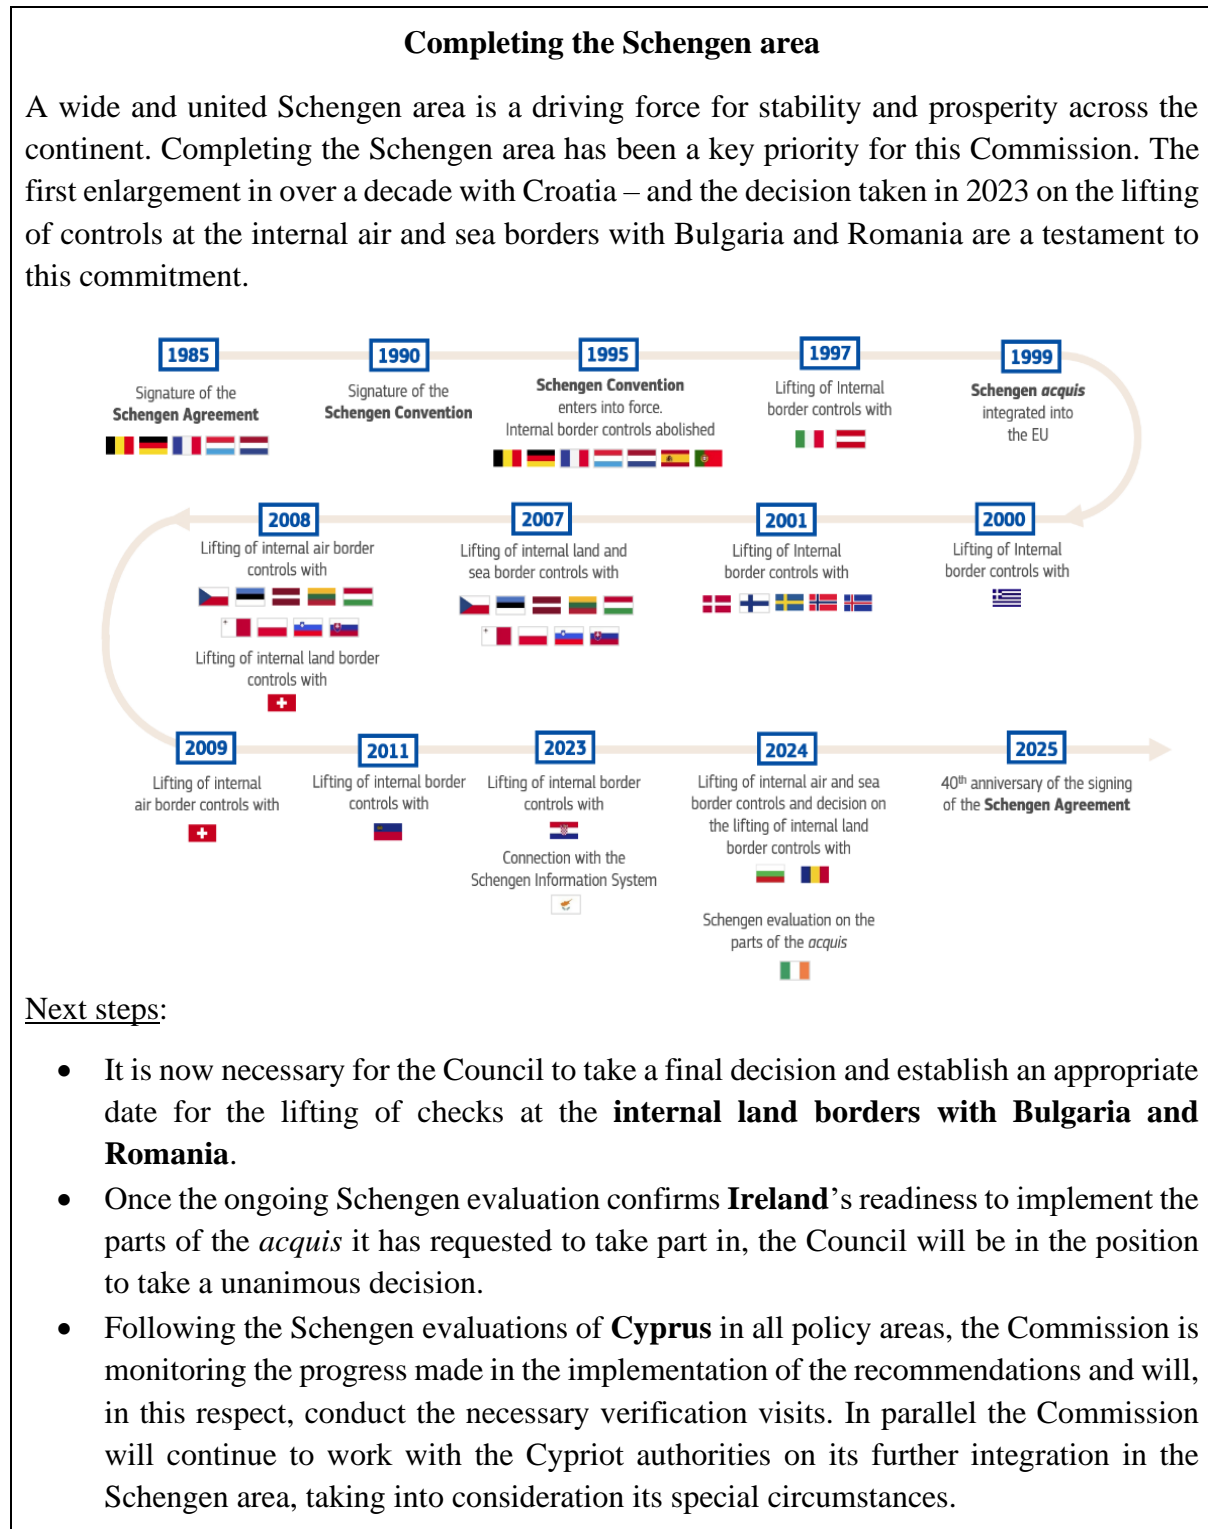 Completing the Schengen area
A wide and united Schengen area is a driving force for stability and prosperity across the
continent. Completing the Schengen area has been a key priority for this Commission. The
first enlargement in over a decade with Croatia – and the decision taken in 2023 on the lifting
of controls at the internal air and sea borders with Bulgaria and Romania are a testament to
this commitment.
1985
Signature of the
Schengen Agreement
1990
Signature of the
Schengen Convention
1995
Schengen Convention
enters into force.
Internal border controls abolished
1997
Lifting of Internal
border controls with
1999
Schengen acquis
integrated into
the EU
2008
Lifting of internal air border
controls with
Lifting of internal land border
controls with
2007
Lifting of internal land and
sea border controls with
2001
Lifting of Internal
border controls with
2000
Lifting of Internal
border controls with
2009
Lifting of internal
air border controls with
2011
Lifting of internal border
controls with
2023
Lifting of internal border
controls with
Connection with the
Schengen Information System
2024
Lifting of internal air and sea
border controls and decision on
the lifting of internal land
border controls with
Schengen evaluation on the
parts of the acquis
2025
40th anniversary of the signing
of the Schengen Agreement
Next steps:
• It is now necessary for the Council to take a final decision and establish an appropriate
date for the lifting of checks at the internal land borders with Bulgaria and
Romania.
• Once the ongoing Schengen evaluation confirms Ireland’s readiness to implement the
parts of the acquis it has requested to take part in, the Council will be in the position
to take a unanimous decision.
• Following the Schengen evaluations of Cyprus in all policy areas, the Commission is
monitoring the progress made in the implementation of the recommendations and will,
in this respect, conduct the necessary verification visits. In parallel the Commission
will continue to work with the Cypriot authorities on its further integration in the
Schengen area, taking into consideration its special circumstances.